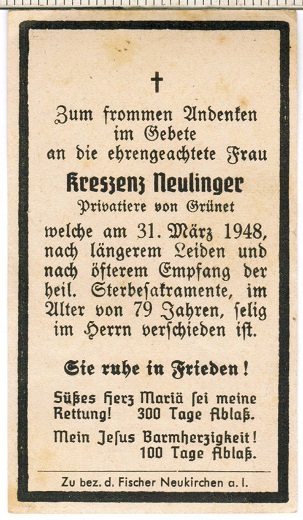 Zum frommen Andenken
im Gebete
an die ehrengeachtete Frau
Kreszenz Neulinger
Privatiere von Grünet
welche am 31. März 1948,
nach längerem Leiden und
nach öfterem Empfang der
heil. Sterbesakramente, im
Alter von 79 Jahren, selig
im Herrn verschieden ist.
Sie ruhe in Frieden!
Süßes Herz Mariä sei meine
Rettung! 300 Tage Ablaß.
Mein Jesus Barmherzigkeit!
100 Tage Ablaß.
Zu bez. d. Fischer Neukirchen a. I.